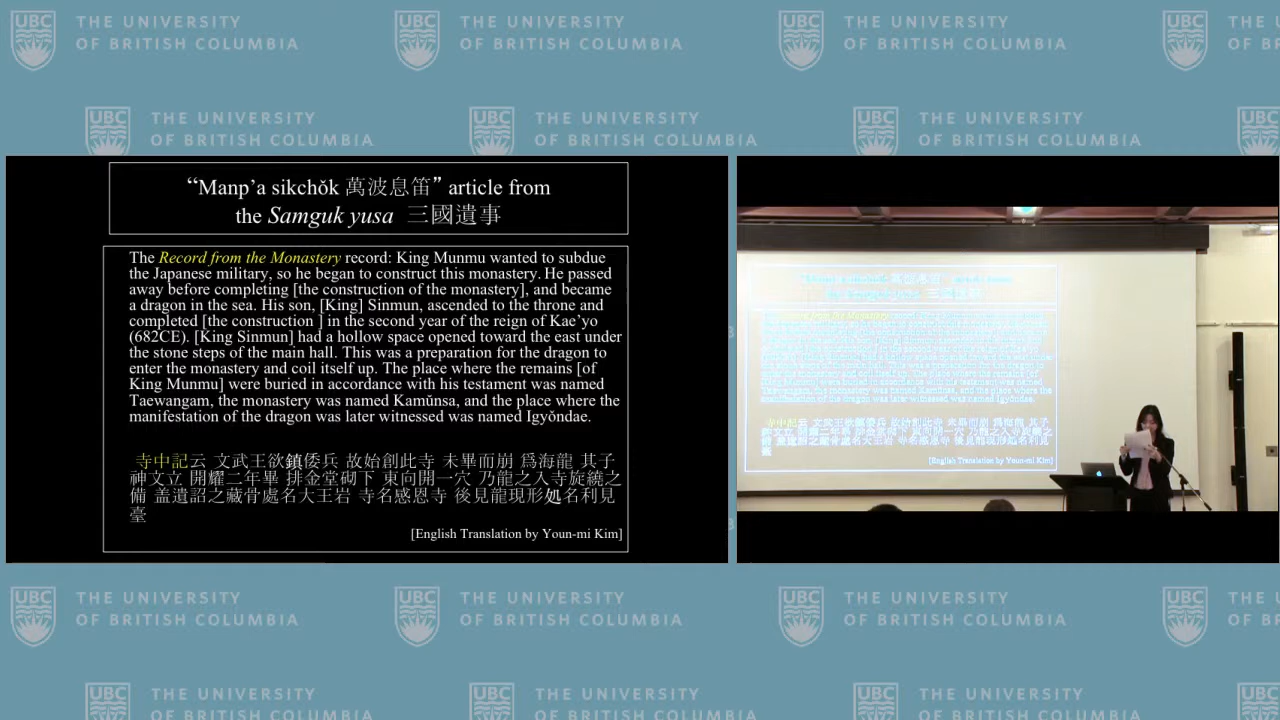 THE UNIVERSITY
OF BRITISH COLUMBIA
“Manp’a sikchŏk 萬波息笛” article from
the Samguk yusa 三國遺事
The Record from the Monastery record: King Munmu wanted to subdue
the Japanese military, so he began to construct this monastery. He passed
away before completing [the construction of the monastery], and became
a dragon in the sea. His son, [King] Sinmun, ascended to the throne and
completed [the construction ] in the second year of the reign of Kae’yo
(682CE). [King Sinmun] had a hollow space opened toward the east under
the stone steps of the main hall. This was a preparation for the dragon to
enter the monastery and coil itself up. The place where the remains [of
King Munmu] were buried in accordance with his testament was named
Taewangam, the monastery was named Kamŭnsa, and the place where the
manifestation of the dragon was later witnessed was named Igyŏndae.
寺中記云 文武王欲鎮倭兵 故始創此寺 未畢而崩 爲海龍 其子
神文立 開耀二年畢 排金堂砌下 東向開一穴 乃龍之入寺旋繞之
備 盖遺詔之藏骨處名大王岩 寺名感恩寺 後見龍現形処名利見
臺
[English Translation by Youn-mi Kim]